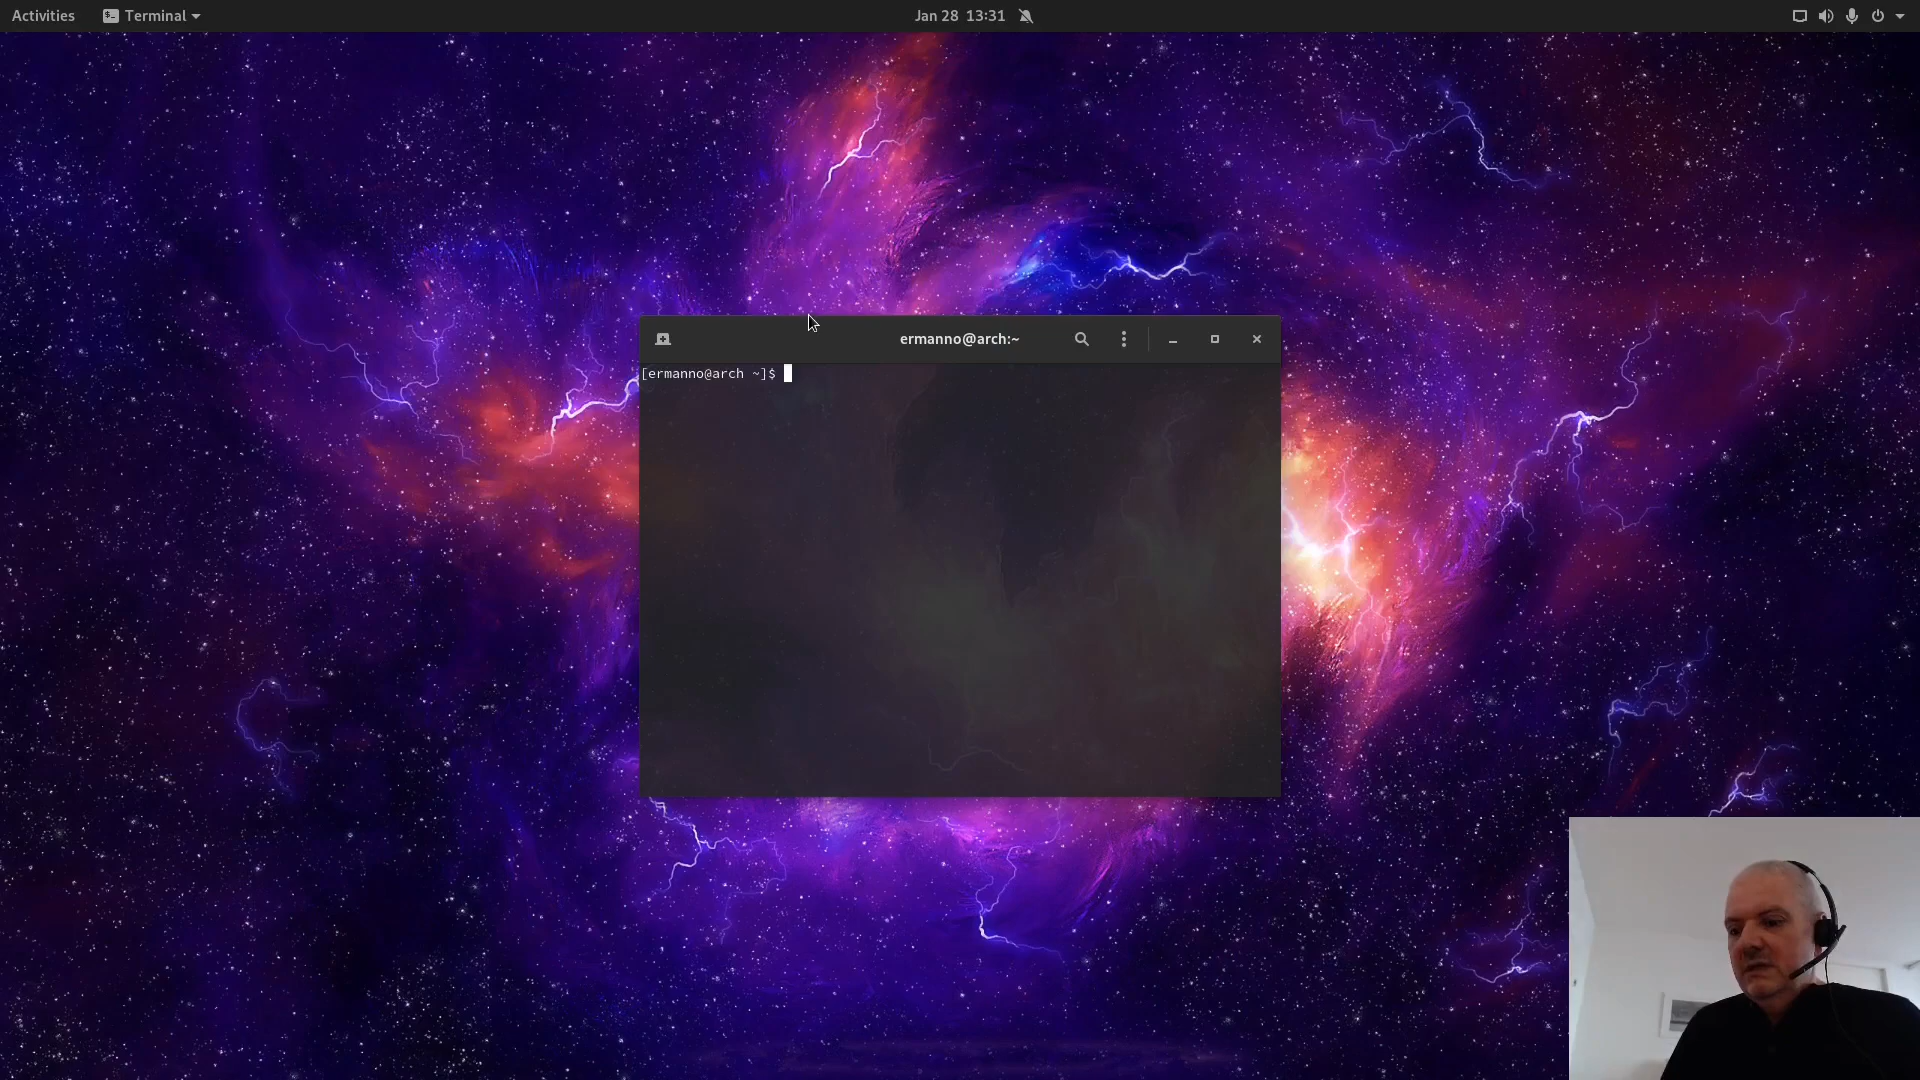 Activities
Terminal
Jan 28 13:31
ermanno@arch:~
[ermanno@arch ~]$